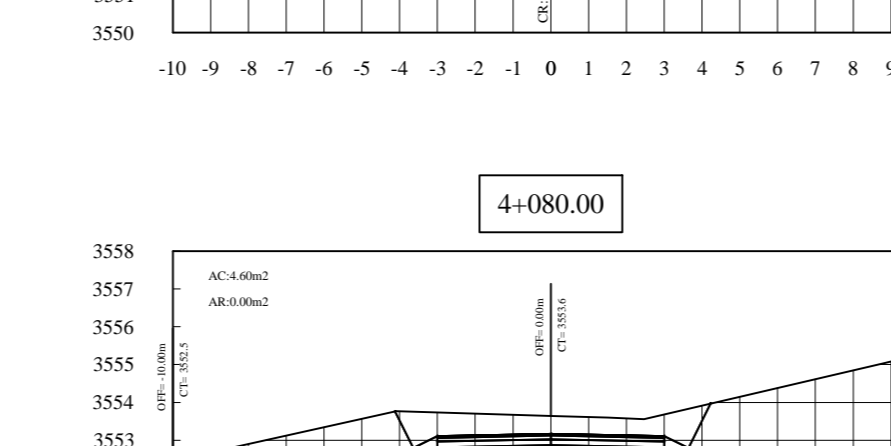 3550
-10 -9 -8 -7 -6 -5 -4 -3 -2 -1 0 1 2 3 4 5 6 7 8 9
CR:
4+080.00
3558
AC:4.60m2
3557
AR:0.00m2
3556
OFF= 0.00m
CT= 3553.6
3555
OFF= -10.00m
CT= 3552.5
3554
3553